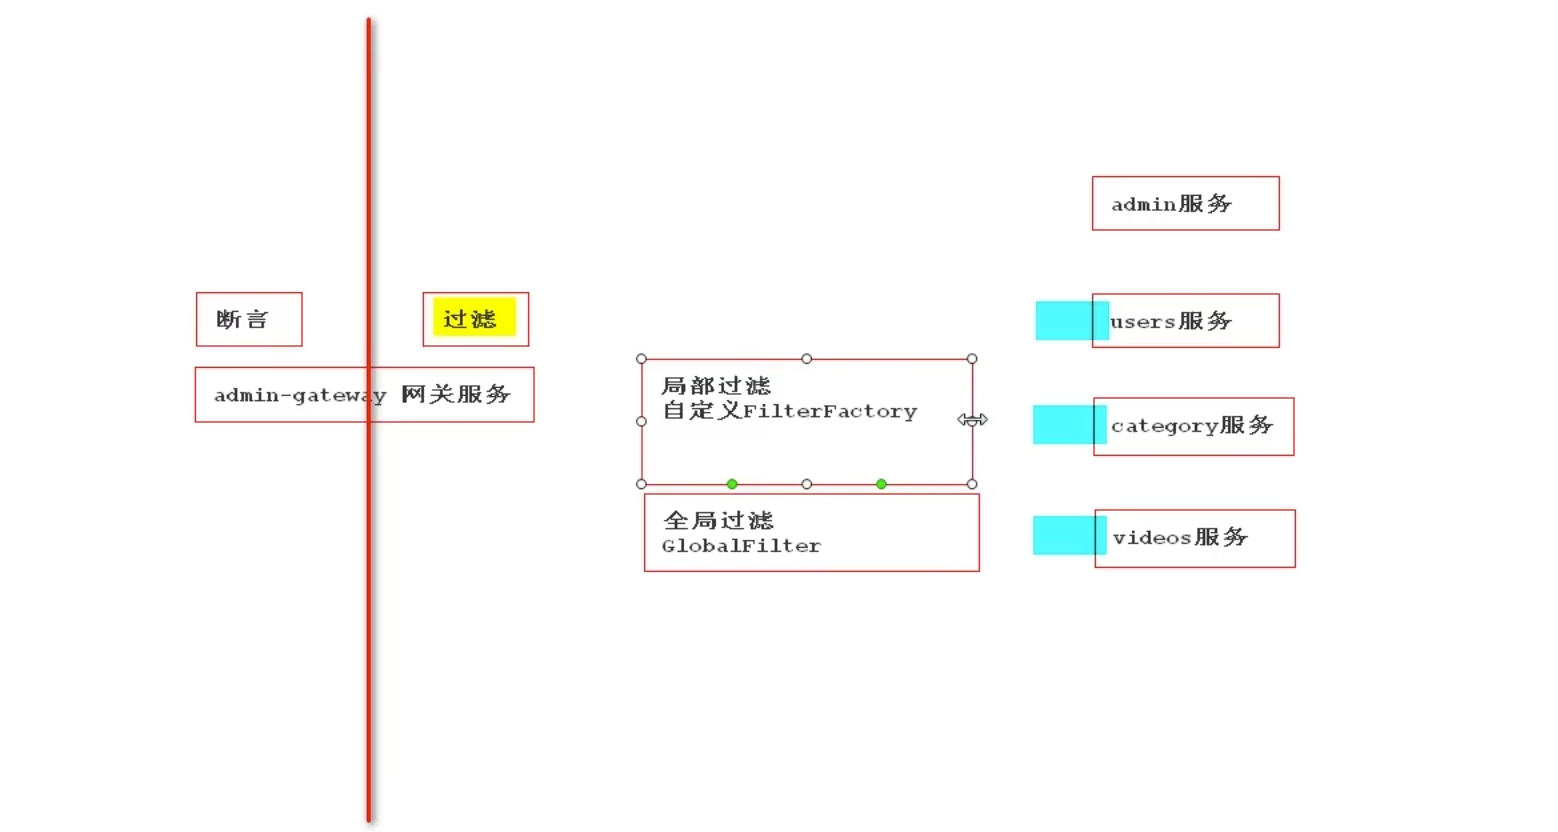 断言
过滤
admin-gateway 网关服务
局部过滤
自定义FilterFactory
全局过滤
GlobalFilter
admin服务
users服务
category服务
videos服务